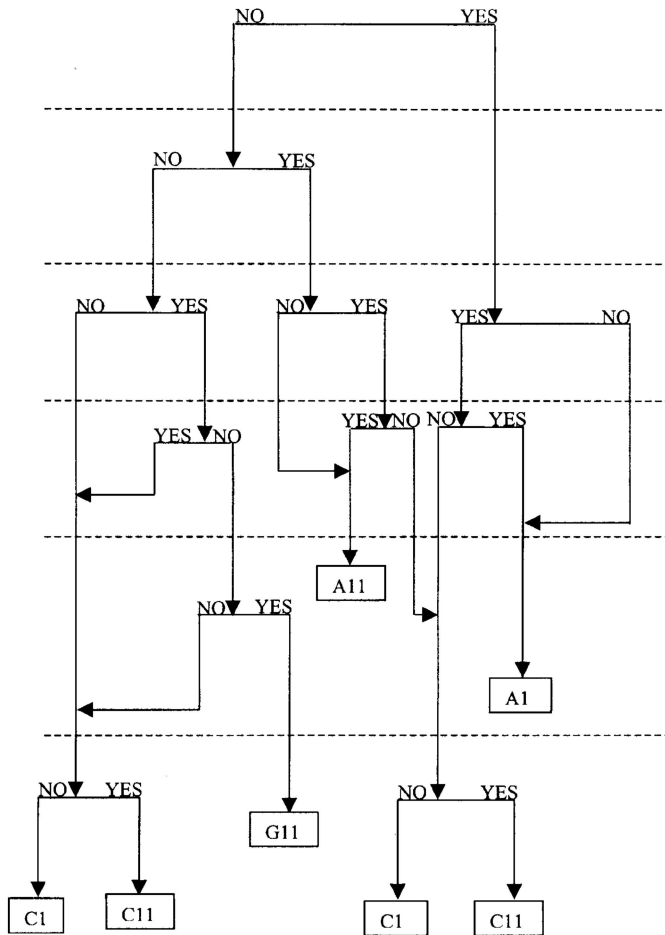 NO YES
NO YES
NO YES NO YES YES NO
YES NO YES NO NO YES
A11
NO YES
A1
NO YES NO YES
G11
C1 C11 C1 C11